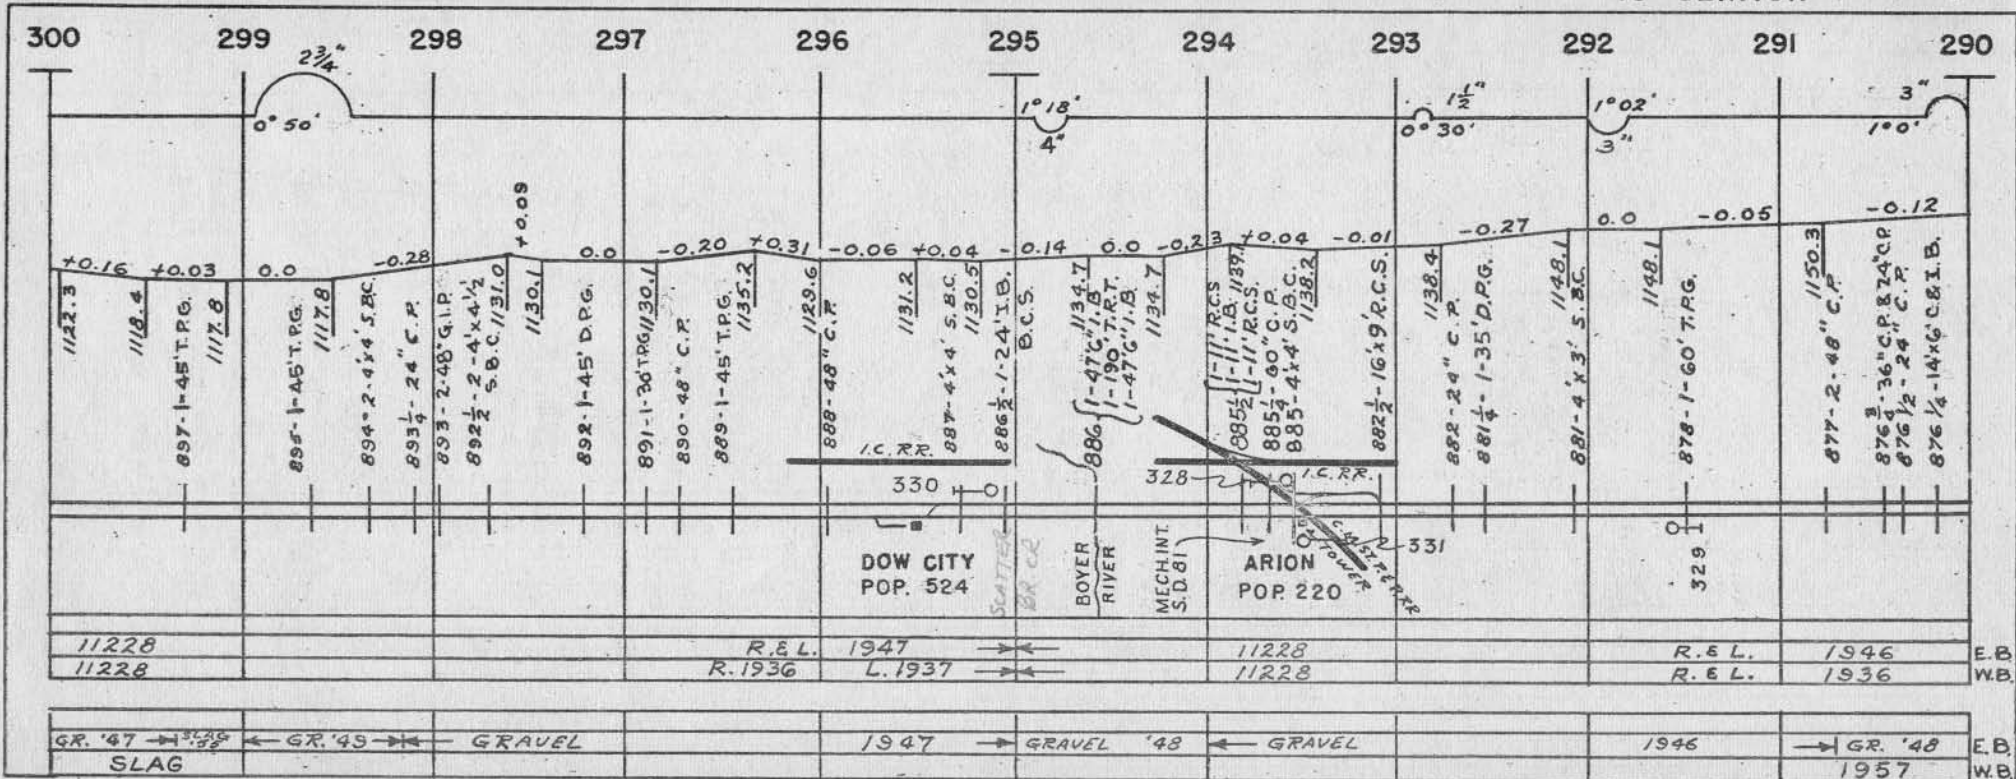 300 299 298 297 296 295 294 293 292 291 290
2¾" 0° 50' 1° 18' 4" 1½" 0° 30' 1° 02' 3" 3" 1° 0'
+0.16 +0.03 0.0 -0.28 +0.09 0.0 -0.20 +0.31 -0.06 +0.04 -0.14 0.0 -0.23 +0.04 -0.01 -0.27 0.0 -0.05 -0.12
1122.3 1118.4 1117.8 1117.8 1131.0 1130.1 1130.1 1135.2 1129.6 1131.2 1130.5 1134.7 1134.7 1139.7 1138.2 1138.4 1148.1 1148.1 1150.3
897-1-45' T.P.G.
895-1-45' T.P.G.
894-2-4'x4' S.B.C.
893¼-24" C.P.
893-2-48" G.I.P.
892½-2-4'x4½'
S.B.C.
892-1-45' D.P.G.
891-1-30' T.P.G.
890-48" C.P.
889-1-45' T.P.G.
888-48" C.P.
887-4'x4' S.B.C.
886½-1-24' I.B.
B.C.S.
886 1-47'6" I.B.
1-190' T.R.T.
1-47'6" I.B.
885½ 1-11' R.C.S.
1-11' I.B.
1-11' R.C.S.
885¼-60" C.P.
885-4'x4' S.B.C.
882½-16'x9' R.C.S.
882-24" C.P.
881¼-1-35' D.P.G.
881-4'x3' S.B.C.
878-1-60' T.P.G.
877-2-48" C.P.
876¾-36" C.P. & 24" C.P.
876½-24" C.P.
876¼-14'x6' C. & I.B.
I.C. R.R. I.C. R.R.
330 328 331 329
DOW CITY
POP. 524
SCATTER
BR CR
BOYER
RIVER
MECH. INT.
S.D. 81
ARION
POP. 220
TOWER
11228 R. & L. 1947 11228 R. & L. 1946 E.B.
11228 R. 1936 L. 1937 11228 R. & L. 1936 W.B.
GR. '47 SLAG GR. '49 GRAVEL 1947 GRAVEL '48 GRAVEL 1946 GR. '48 E.B.
SLAG 1957 W.B.